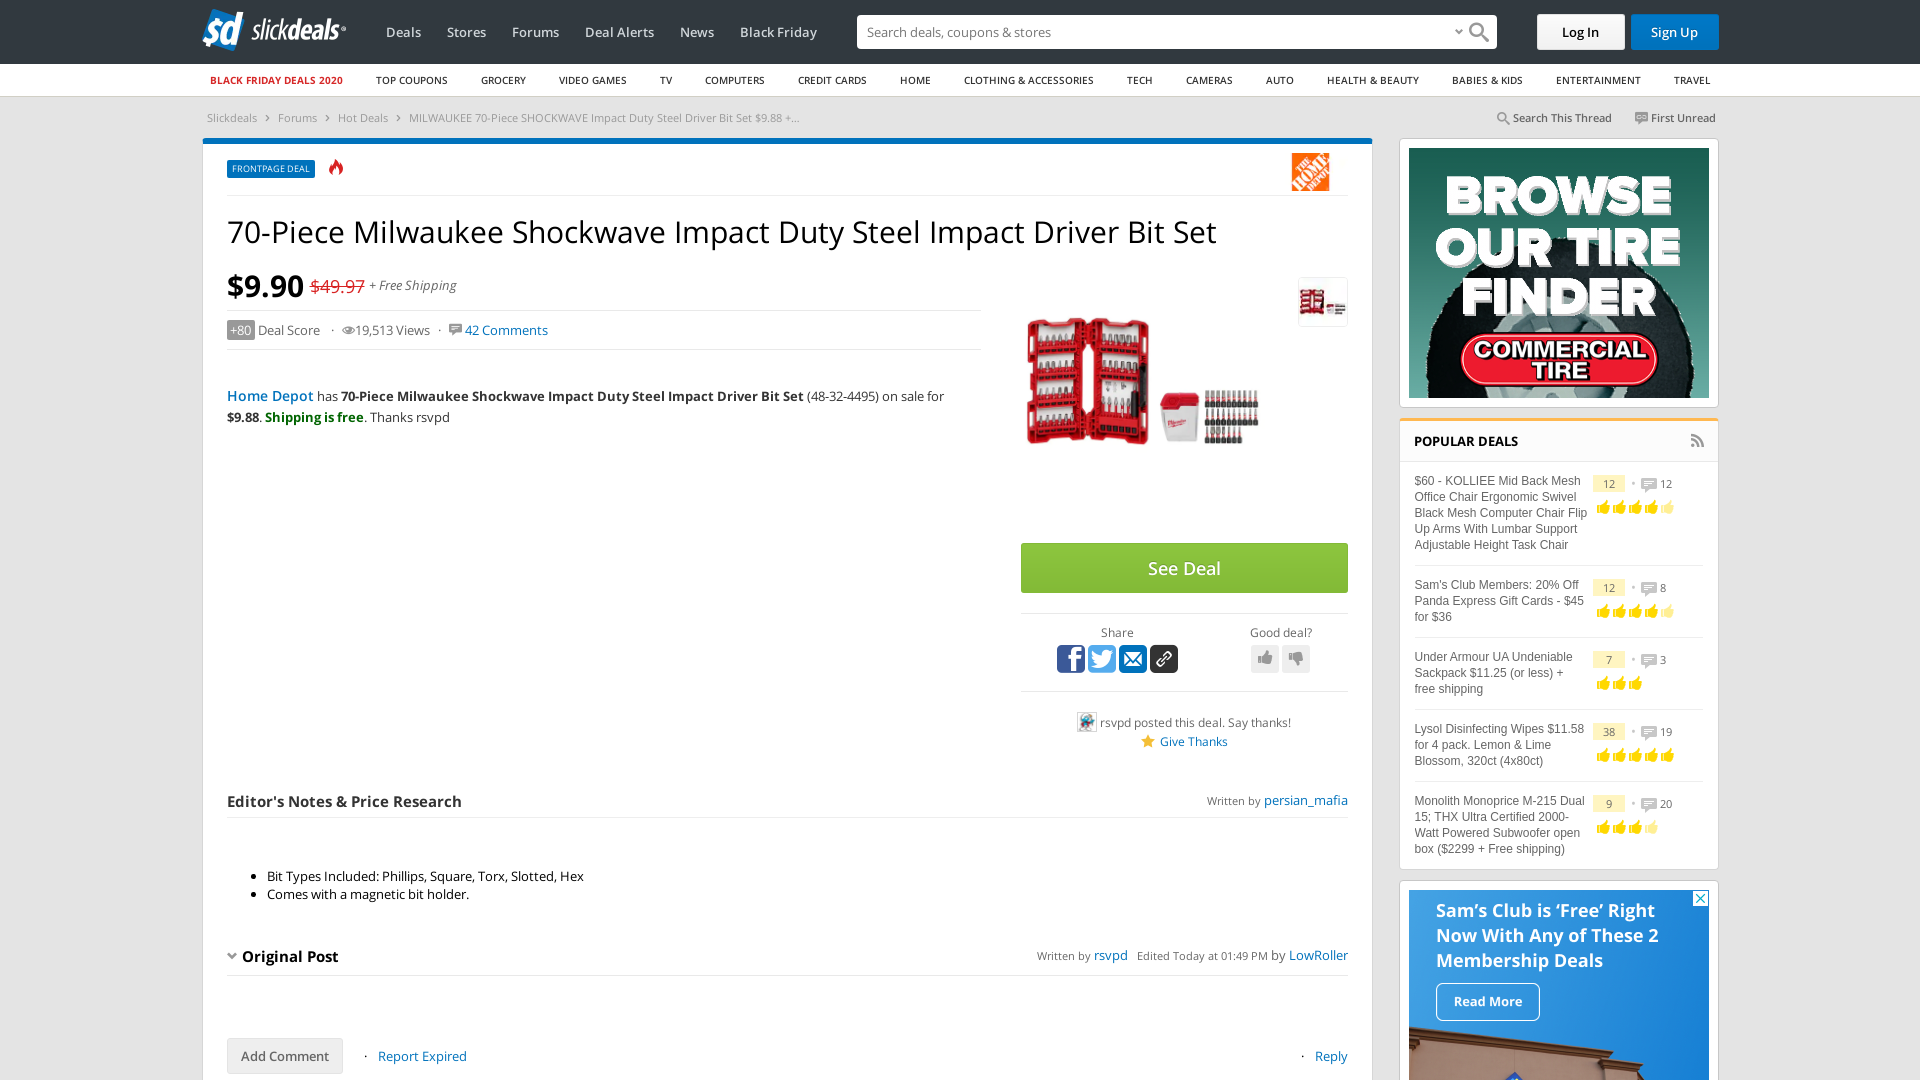 slickdeals
Deals
Stores
Forums
Deal Alerts
News
Black Friday
Search deals, coupons & stores
Log In
Sign Up
BLACK FRIDAY DEALS 2020
TOP COUPONS
GROCERY
VIDEO GAMES
TV
COMPUTERS
CREDIT CARDS
HOME
CLOTHING & ACCESSORIES
TECH
CAMERAS
AUTO
HEALTH & BEAUTY
BABIES & KIDS
ENTERTAINMENT
TRAVEL
Slickdeals > Forums > Hot Deals > MILWAUKEE 70-Piece SHOCKWAVE Impact Duty Steel Driver Bit Set $9.88 +...
Search This Thread
First Unread
FRONTPAGE DEAL
THE HOME DEPOT
70-Piece Milwaukee Shockwave Impact Duty Steel Impact Driver Bit Set
$9.90 $49.97 + Free Shipping
+80 Deal Score · 19,513 Views · 42 Comments
Home Depot has 70-Piece Milwaukee Shockwave Impact Duty Steel Impact Driver Bit Set (48-32-4495) on sale for
$9.88. Shipping is free. Thanks rsvpd
See Deal
Share
Good deal?
rsvpd posted this deal. Say thanks!
Give Thanks
Editor's Notes & Price Research
Written by persian_mafia
Bit Types Included: Phillips, Square, Torx, Slotted, Hex
Comes with a magnetic bit holder.
Original Post
Written by rsvpd Edited Today at 01:49 PM by LowRoller
Add Comment
· Report Expired
· Reply
BROWSE
OUR TIRE
FINDER
COMMERCIAL
TIRE
POPULAR DEALS
$60 - KOLLIEE Mid Back Mesh
Office Chair Ergonomic Swivel
Black Mesh Computer Chair Flip
Up Arms With Lumbar Support
Adjustable Height Task Chair
12 • 12
Sam's Club Members: 20% Off
Panda Express Gift Cards - $45
for $36
12 • 8
Under Armour UA Undeniable
Sackpack $11.25 (or less) +
free shipping
7 • 3
Lysol Disinfecting Wipes $11.58
for 4 pack. Lemon & Lime
Blossom, 320ct (4x80ct)
38 • 19
Monolith Monoprice M-215 Dual
15; THX Ultra Certified 2000-
Watt Powered Subwoofer open
box ($2299 + Free shipping)
9 • 20
Sam's Club is 'Free' Right
Now With Any of These 2
Membership Deals
Read More